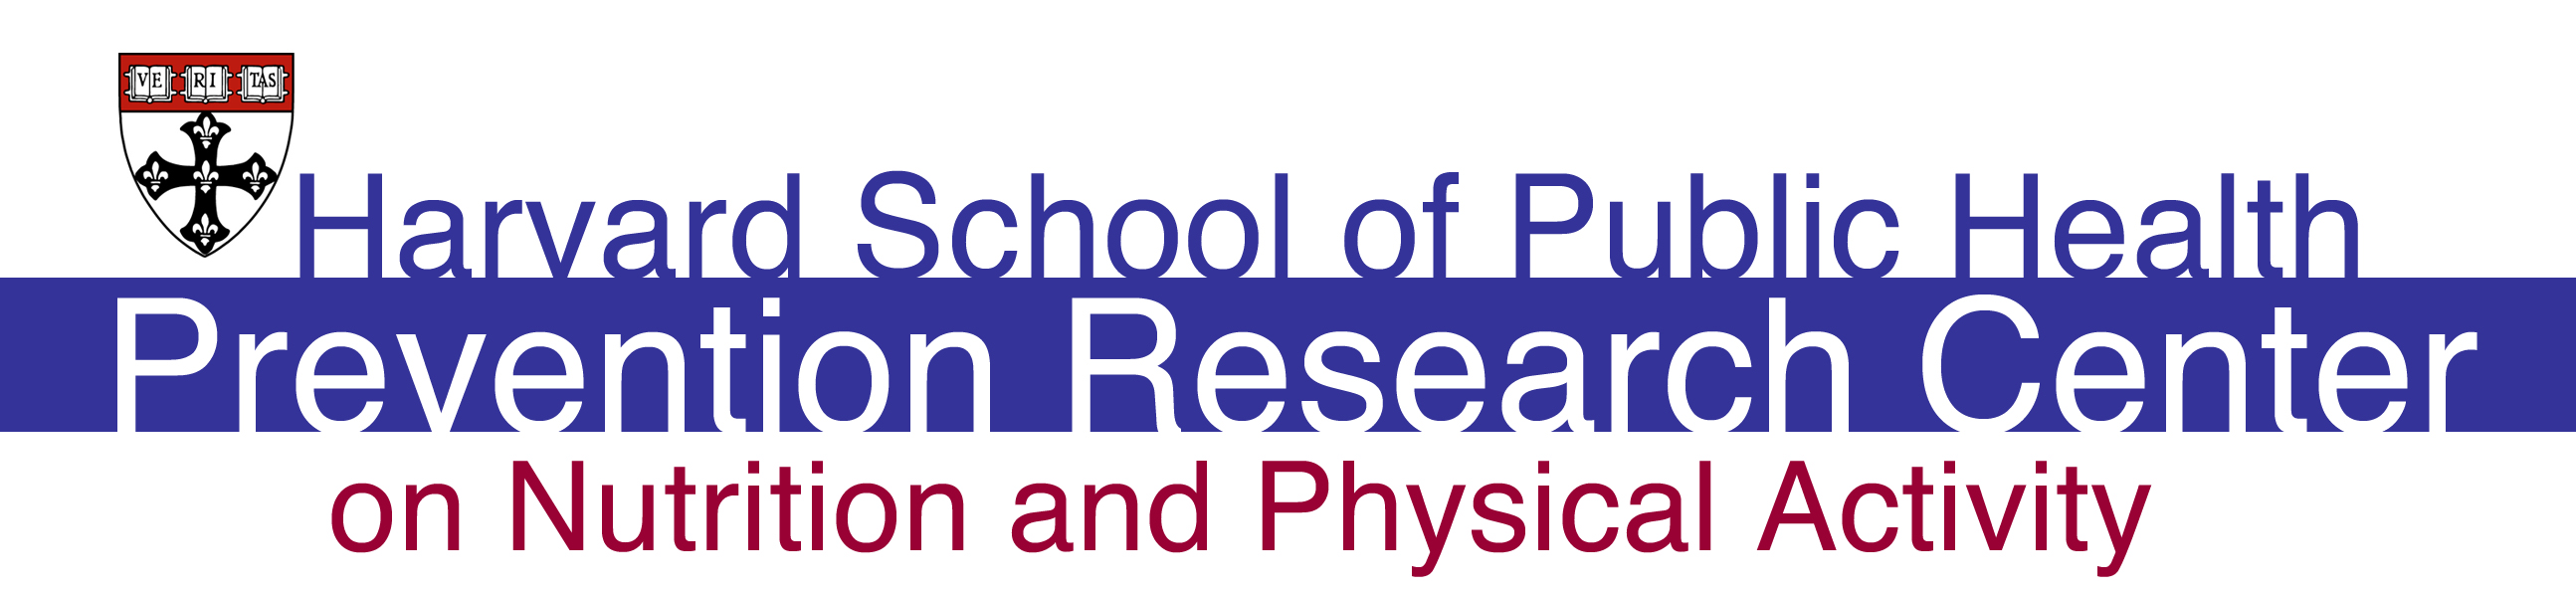 VE RI TAS
Harvard School of Public Health
Prevention Research Center
on Nutrition and Physical Activity